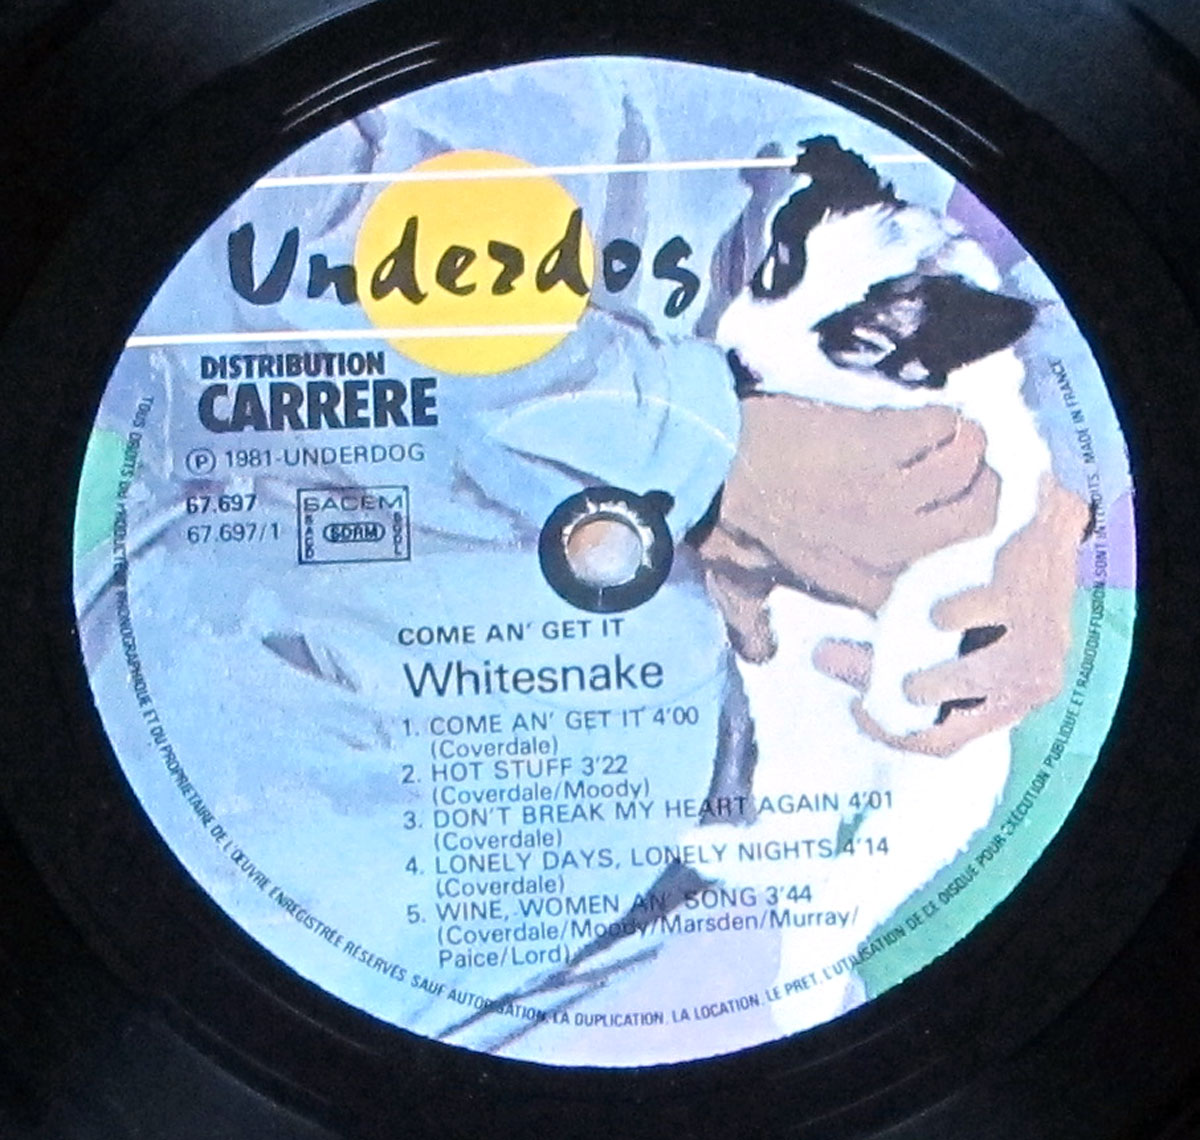 Underdog
DISTRIBUTION
CARRERE
Ⓟ 1981-UNDERDOG
67.697
67.697/1
SACEM
SDRM
COME AN' GET IT
Whitesnake
1. COME AN' GET IT 4'00
(Coverdale)
2. HOT STUFF 3'22
(Coverdale/Moody)
3. DON'T BREAK MY HEART AGAIN 4'01
(Coverdale)
4. LONELY DAYS, LONELY NIGHTS 4'14
(Coverdale)
5. WINE, WOMEN AN' SONG 3'44
(Coverdale/Moody/Marsden/Murray/
Paice/Lord)
TOUS DROITS DU PRODUCTEUR PHONOGRAPHIQUE ET DU PROPRIETAIRE DE L'ŒUVRE ENREGISTRÉE RÉSERVÉS SAUF AUTORISATION, LA DUPLICATION, LA LOCATION, LE PRET, L'UTILISATION DE CE DISQUE POUR EXÉCUTION PUBLIQUE ET RADIODIFFUSION SONT INTERDITS. MADE IN FRANCE